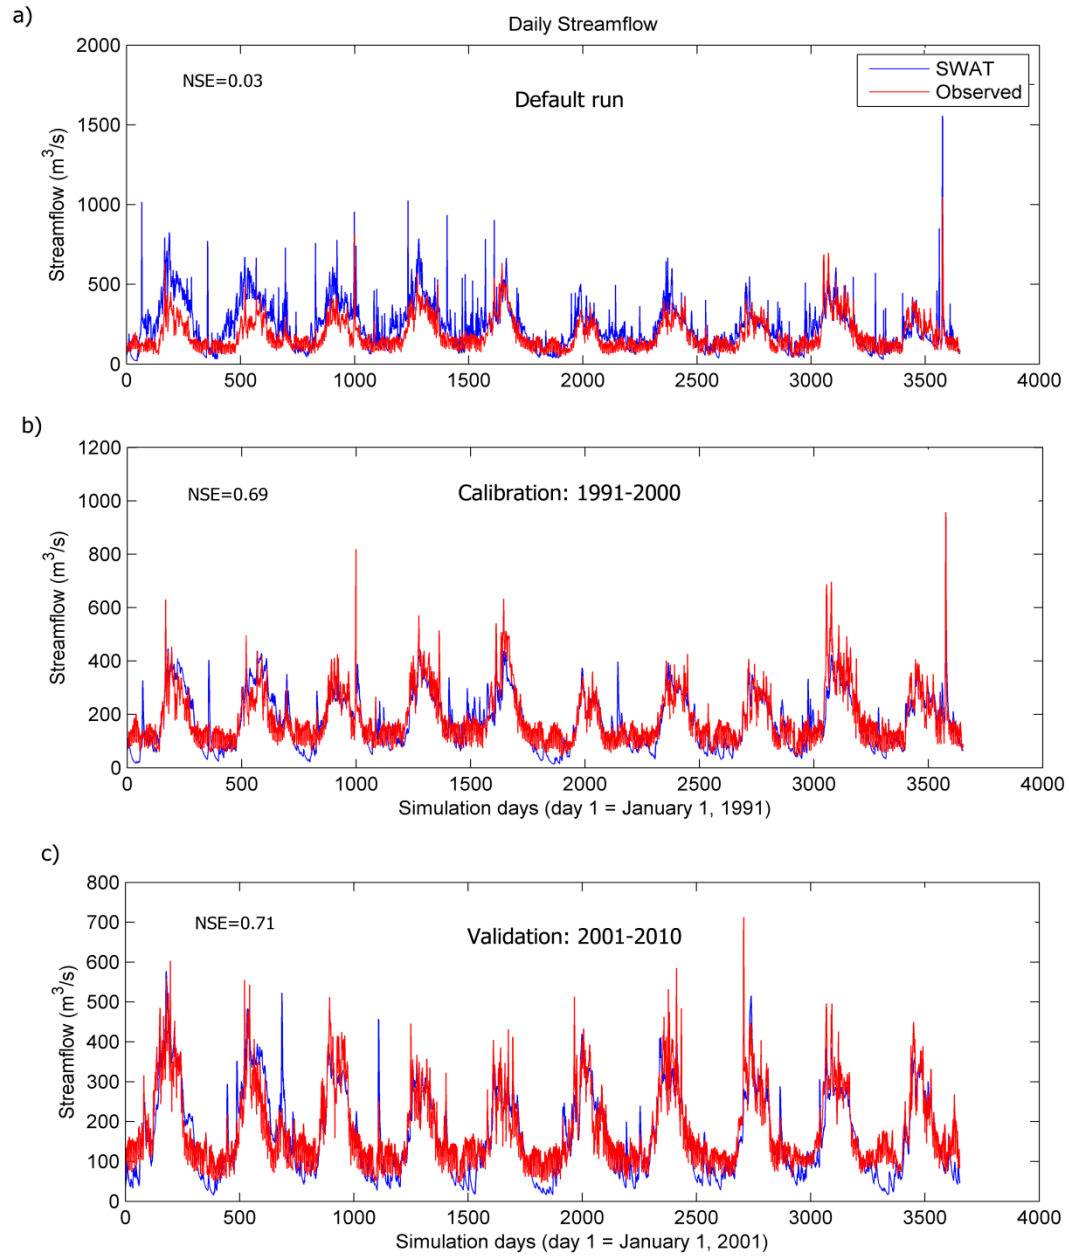 a)
Daily Streamflow
2000
1500
1000
500
0
Streamflow (m³/s)
NSE=0.03
Default run
SWAT
Observed
0 500 1000 1500 2000 2500 3000 3500 4000
b)
1200
1000
800
600
400
200
0
Streamflow (m³/s)
NSE=0.69
Calibration: 1991-2000
0 500 1000 1500 2000 2500 3000 3500 4000
Simulation days (day 1 = January 1, 1991)
c)
800
700
600
500
400
300
200
100
0
Streamflow (m³/s)
NSE=0.71
Validation: 2001-2010
0 500 1000 1500 2000 2500 3000 3500 4000
Simulation days (day 1 = January 1, 2001)